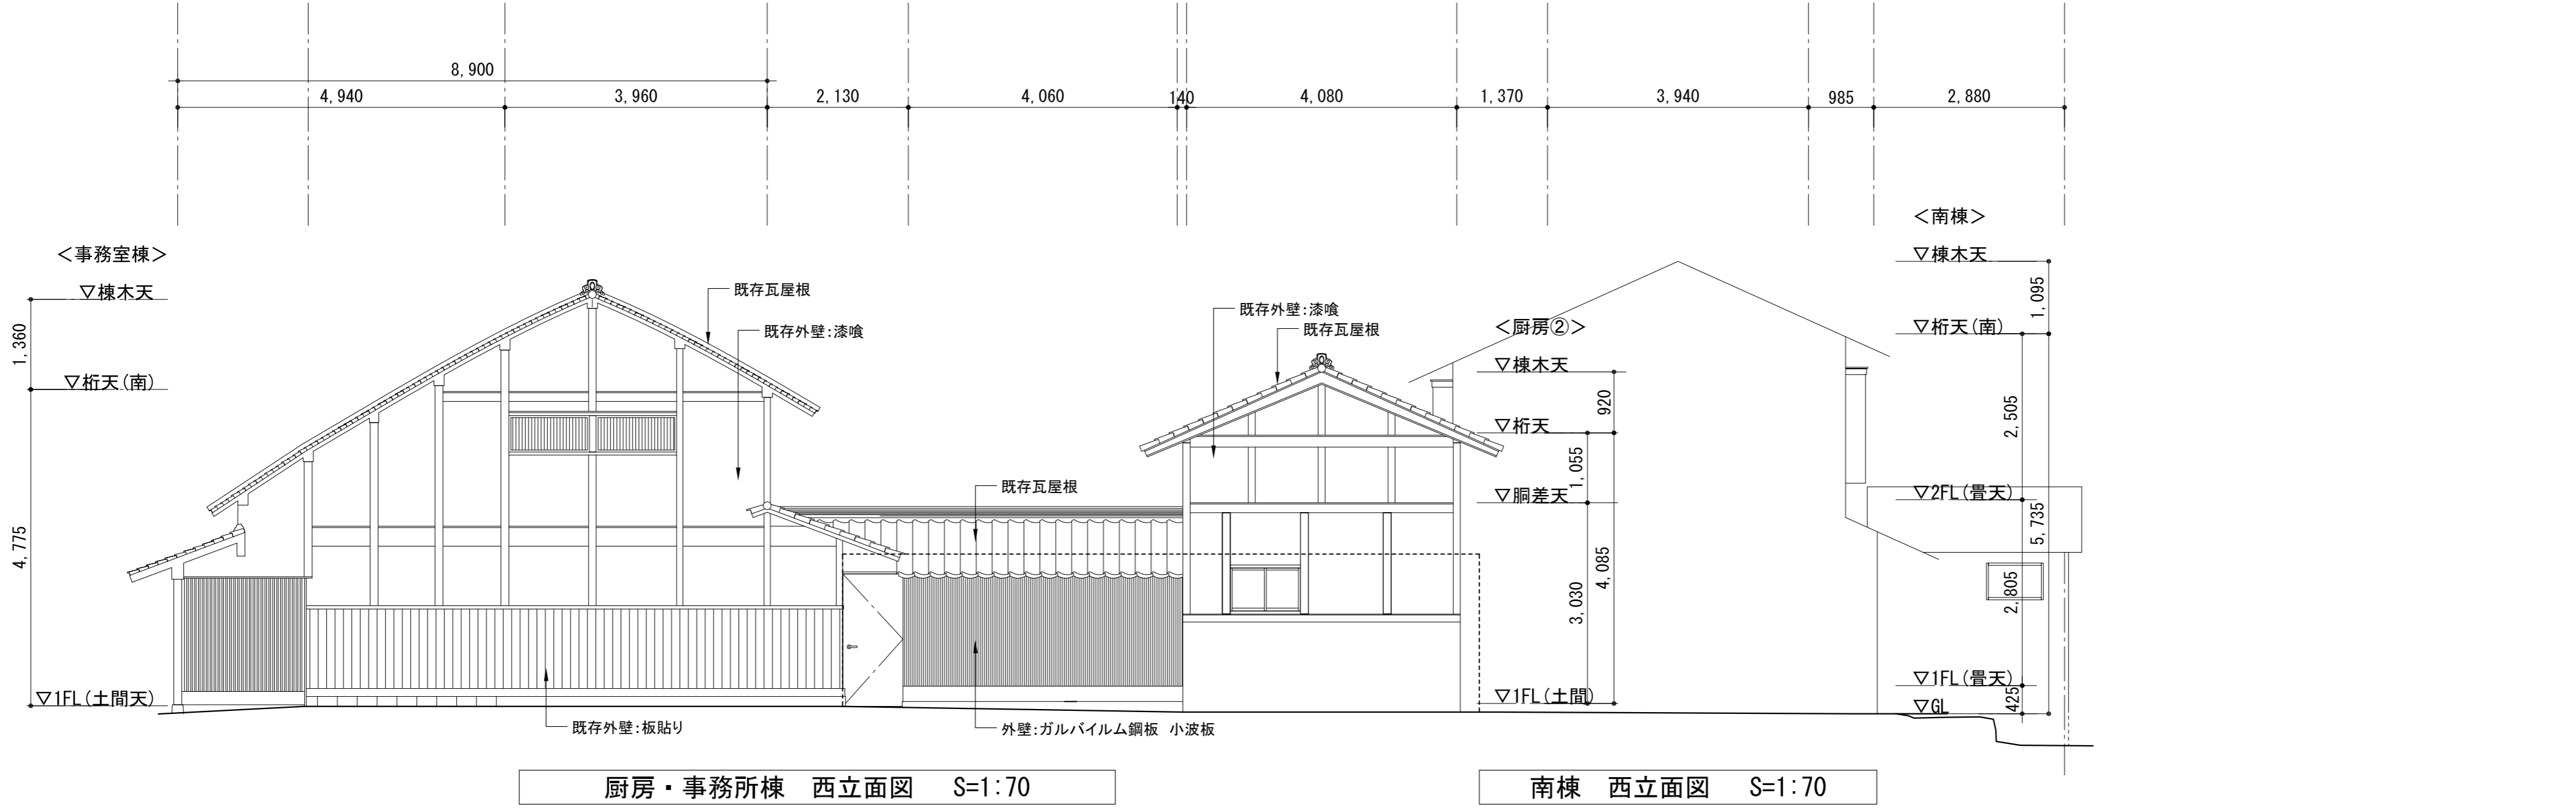 8,900
4,940 3,960 2,130 4,060 140 4,080 1,370 3,940 985 2,880
<事務室棟>
▽棟木天
1,360
▽桁天(南)
4,775
▽1FL(土間天)
既存瓦屋根
既存外壁:漆喰
既存瓦屋根
既存外壁:板貼り
外壁:ガルバイルム鋼板 小波板
既存外壁:漆喰
既存瓦屋根
<厨房②>
▽棟木天
920
▽桁天
1,055
▽胴差天
4,085
3,030
▽1FL(土間)
<南棟>
▽棟木天
1,095
▽桁天(南)
2,505
▽2FL(畳天)
5,735
2,805
▽1FL(畳天)
425
▽GL
厨房・事務所棟 西立面図 S=1:70
南棟 西立面図 S=1:70